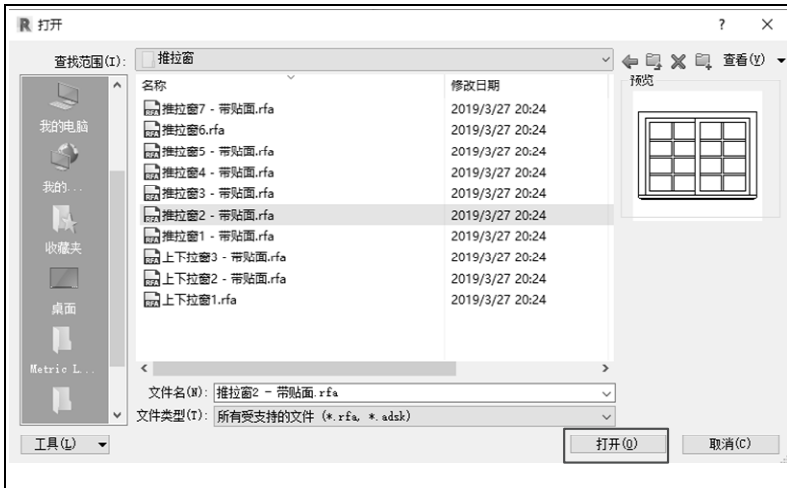 打开
?
查找范围(I):
推拉窗
查看(V)
我的电脑
我的...
收藏夹
桌面
Metric L...
名称
修改日期
推拉窗7 - 带贴面.rfa
2019/3/27 20:24
推拉窗6.rfa
2019/3/27 20:24
推拉窗5 - 带贴面.rfa
2019/3/27 20:24
推拉窗4 - 带贴面.rfa
2019/3/27 20:24
推拉窗3 - 带贴面.rfa
2019/3/27 20:24
推拉窗2 - 带贴面.rfa
2019/3/27 20:24
推拉窗1 - 带贴面.rfa
2019/3/27 20:24
上下拉窗3 - 带贴面.rfa
2019/3/27 20:24
上下拉窗2 - 带贴面.rfa
2019/3/27 20:24
上下拉窗1.rfa
2019/3/27 20:24
预览
文件名(N):
推拉窗2 - 带贴面.rfa
文件类型(T):
所有受支持的文件 (*.rfa, *.adsk)
工具(L)
打开(O)
取消(C)